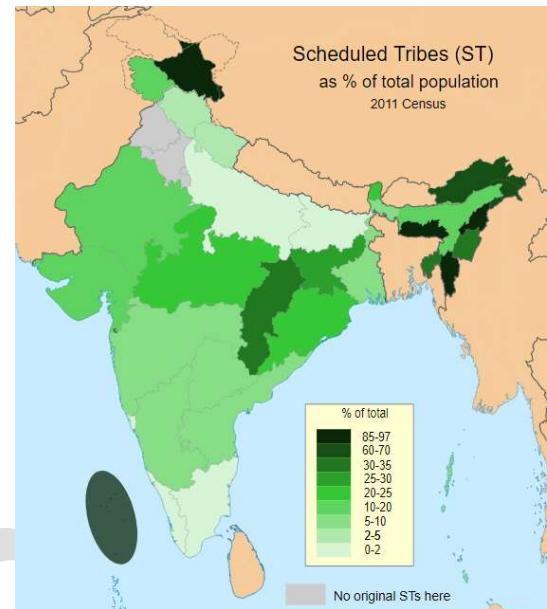 Scheduled Tribes (ST)
as % of total population
2011 Census
% of total
85-97
60-70
30-35
25-30
20-25
10-20
5-10
2-5
0-2
No original STs here